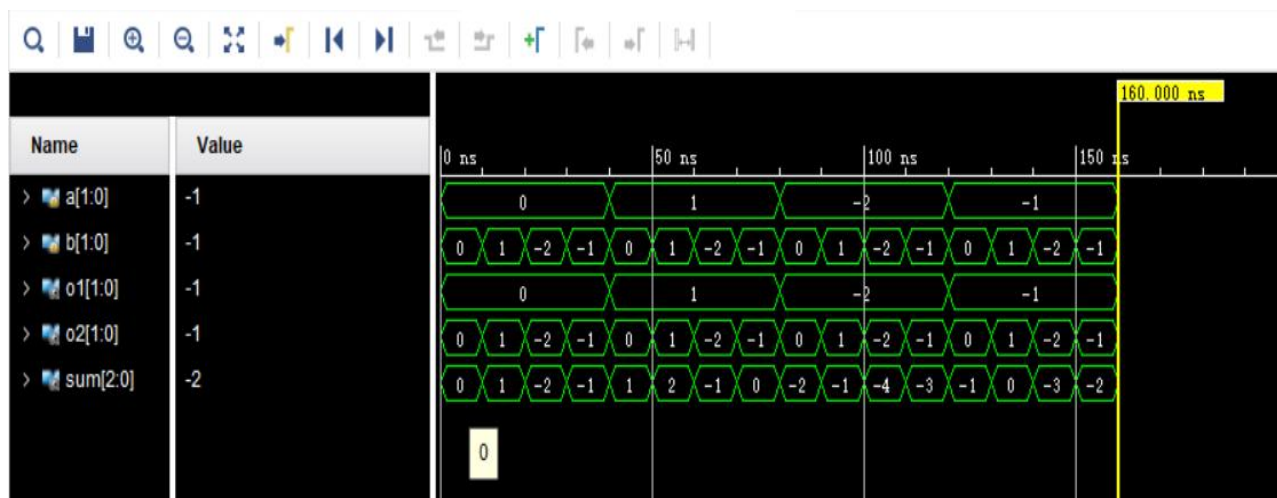 160.000 ns
Name Value
0 ns 50 ns 100 ns 150 ns
a[1:0] -1 0 1 -2 -1
b[1:0] -1 0 1 -2 -1 0 1 -2 -1 0 1 -2 -1 0 1 -2 -1
o1[1:0] -1 0 1 -2 -1
o2[1:0] -1 0 1 -2 -1 0 1 -2 -1 0 1 -2 -1 0 1 -2 -1
sum[2:0] -2 0 1 -2 -1 1 2 -1 0 -2 -1 -4 -3 -1 0 -3 -2
0